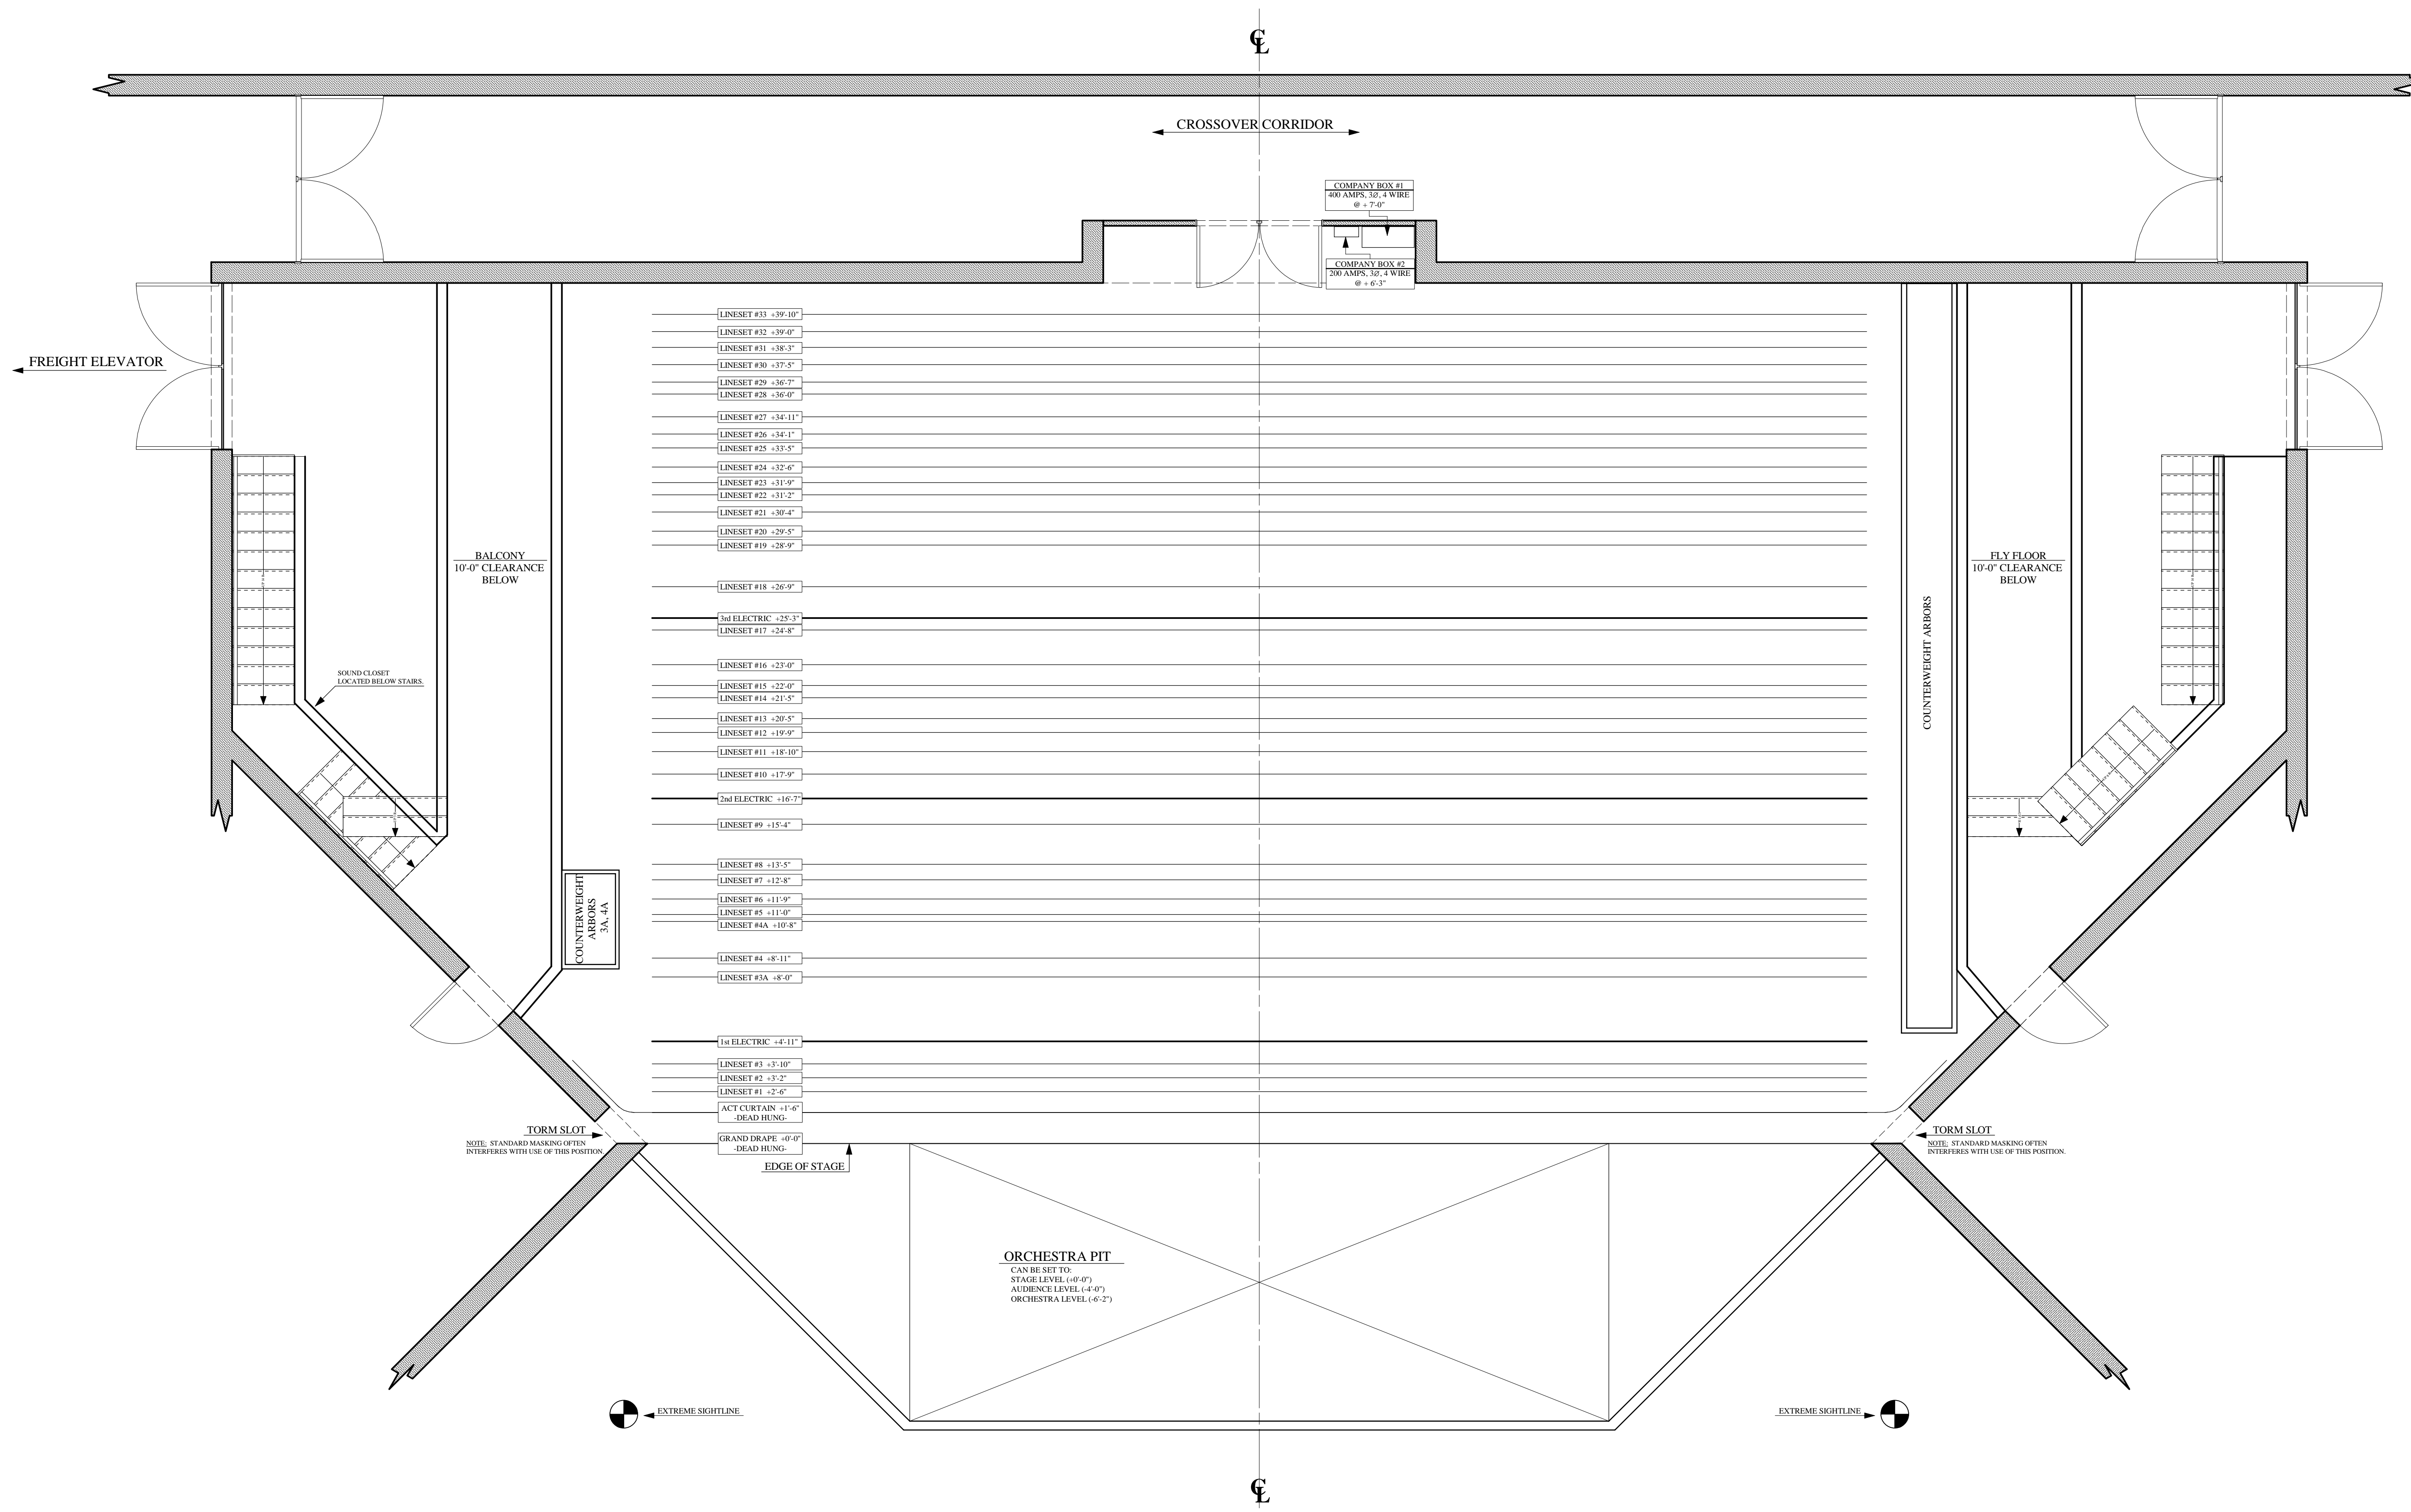 CL
CROSSOVER CORRIDOR
COMPANY BOX #1
400 AMPS, 3Ø, 4 WIRE
@ + 7'-0"
COMPANY BOX #2
200 AMPS, 3Ø, 4 WIRE
@ + 6'-3"
FREIGHT ELEVATOR
LINESET #33 +39'-10"
LINESET #32 +39'-0"
LINESET #31 +38'-3"
LINESET #30 +37'-5"
LINESET #29 +36'-7"
LINESET #28 +36'-0"
LINESET #27 +34'-11"
LINESET #26 +34'-1"
LINESET #25 +33'-5"
LINESET #24 +32'-6"
LINESET #23 +31'-9"
LINESET #22 +31'-2"
LINESET #21 +30'-4"
LINESET #20 +29'-5"
LINESET #19 +28'-9"
BALCONY
10'-0" CLEARANCE
BELOW
FLY FLOOR
10'-0" CLEARANCE
BELOW
LINESET #18 +26'-9"
3rd ELECTRIC +25'-3"
LINESET #17 +24'-8"
COUNTERWEIGHT ARBORS
LINESET #16 +23'-0"
SOUND CLOSET
LOCATED BELOW STAIRS.
LINESET #15 +22'-0"
LINESET #14 +21'-5"
LINESET #13 +20'-5"
LINESET #12 +19'-9"
LINESET #11 +18'-10"
LINESET #10 +17'-9"
2nd ELECTRIC +16'-7"
LINESET #9 +15'-4"
LINESET #8 +13'-5"
LINESET #7 +12'-8"
LINESET #6 +11'-9"
LINESET #5 +11'-0"
LINESET #4A +10'-8"
COUNTERWEIGHT
ARBORS
3A, 4A
LINESET #4 +8'-11"
LINESET #3A +8'-0"
1st ELECTRIC +4'-11"
LINESET #3 +3'-10"
LINESET #2 +3'-2"
LINESET #1 +2'-6"
ACT CURTAIN +1'-6"
-DEAD HUNG-
TORM SLOT
NOTE: STANDARD MASKING OFTEN
INTERFERES WITH USE OF THIS POSITION.
GRAND DRAPE +0'-0"
-DEAD HUNG-
EDGE OF STAGE
TORM SLOT
NOTE: STANDARD MASKING OFTEN
INTERFERES WITH USE OF THIS POSITION.
ORCHESTRA PIT
CAN BE SET TO:
STAGE LEVEL (+0'-0")
AUDIENCE LEVEL (-4'-0")
ORCHESTRA LEVEL (-6'-2")
EXTREME SIGHTLINE
EXTREME SIGHTLINE
CL